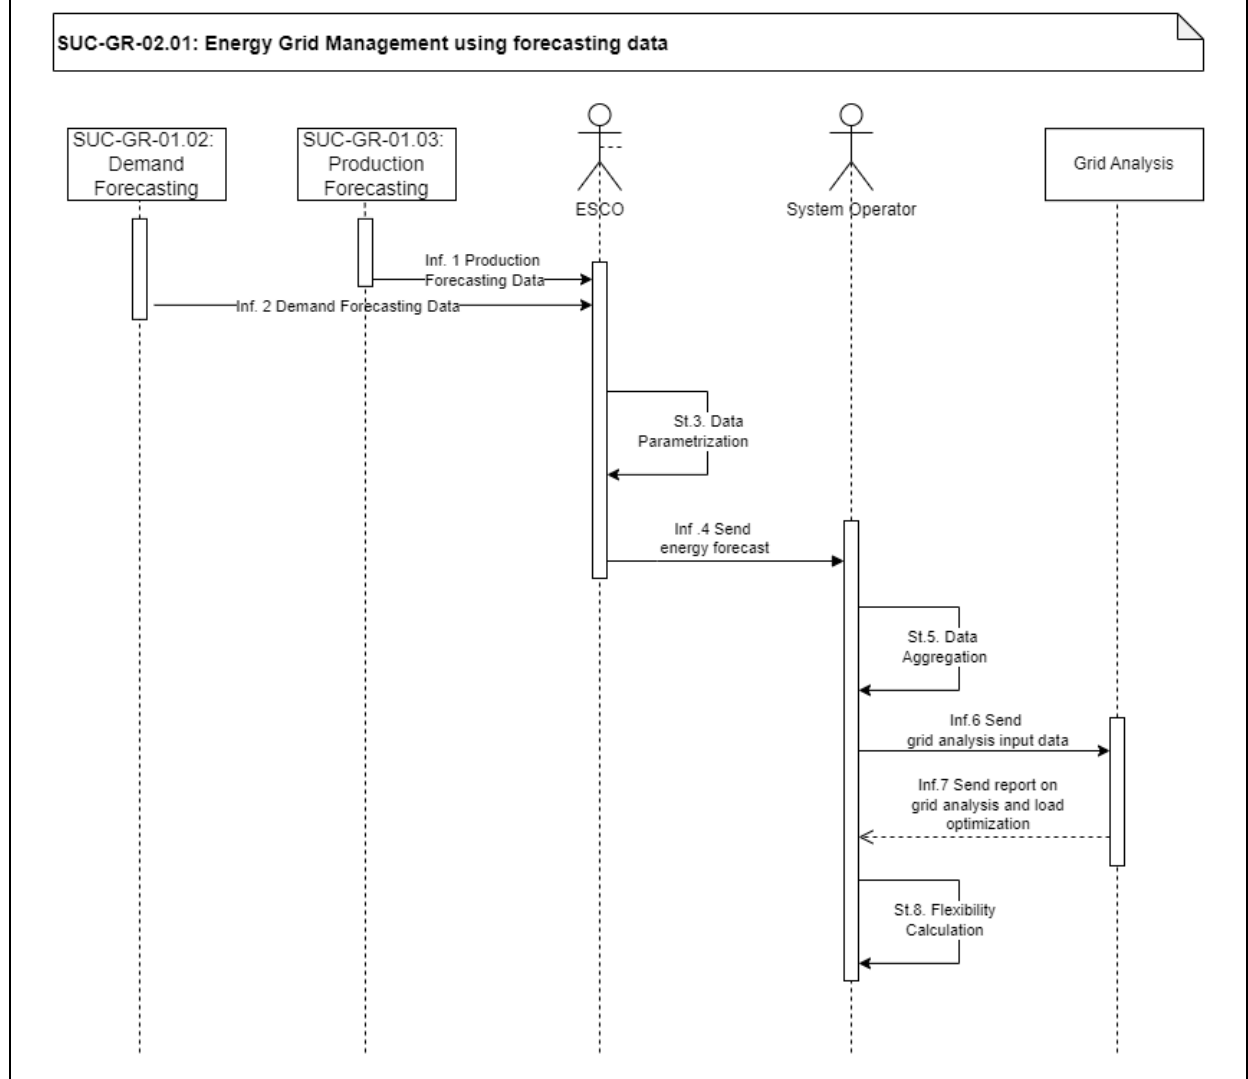 SUC-GR-02.01: Energy Grid Management using forecasting data
SUC-GR-01.02:
Demand
Forecasting
SUC-GR-01.03:
Production
Forecasting
ESCO
System Operator
Grid Analysis
Inf. 1 Production
Forecasting Data
Inf. 2 Demand Forecasting Data
St.3. Data
Parametrization
Inf .4 Send
energy forecast
St.5. Data
Aggregation
Inf.6 Send
grid analysis input data
Inf.7 Send report on
grid analysis and load
optimization
St.8. Flexibility
Calculation